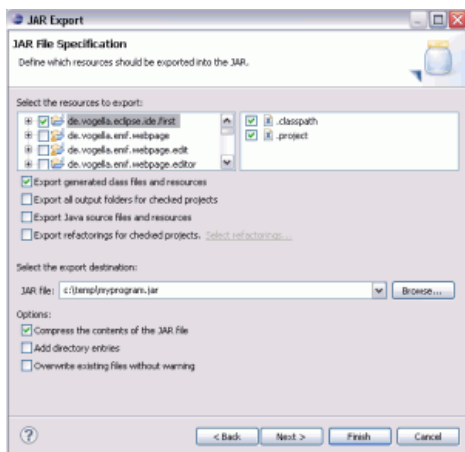 JAR Export
JAR File Specification
Define which resources should be exported into the JAR.
Select the resources to export:
de.vogella.eclipse.ide.first
.classpath
de.vogella.emf.webpage
.project
de.vogella.emf.webpage.edit
de.vogella.emf.webpage.editor
Export generated class files and resources
Export all output folders for checked projects
Export Java source files and resources
Export refactorings for checked projects. Select refactorings...
Select the export destination:
JAR file: c:\temp\myprogram.jar Browse...
Options:
Compress the contents of the JAR file
Add directory entries
Overwrite existing files without warning
? < Back Next > Finish Cancel